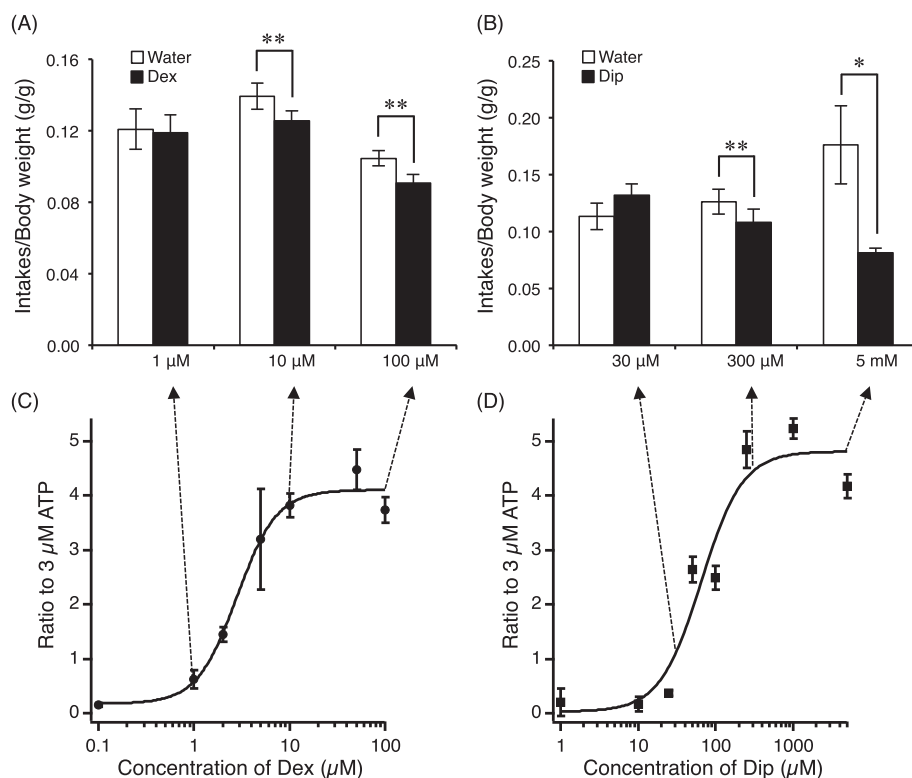 (A)
Intakes/Body weight (g/g)
0.16
0.12
0.08
0.04
0.00
Water
Dex
**
**
1 µM
10 µM
100 µM
(B)
Intakes/Body weight (g/g)
0.25
0.20
0.15
0.10
0.05
0.00
Water
Dip
**
*
30 µM
300 µM
5 mM
(C)
Ratio to 3 µM ATP
5
4
3
2
1
0
0.1
1
10
100
Concentration of Dex (µM)
(D)
Ratio to 3 µM ATP
5
4
3
2
1
0
1
10
100
1000
Concentration of Dip (µM)